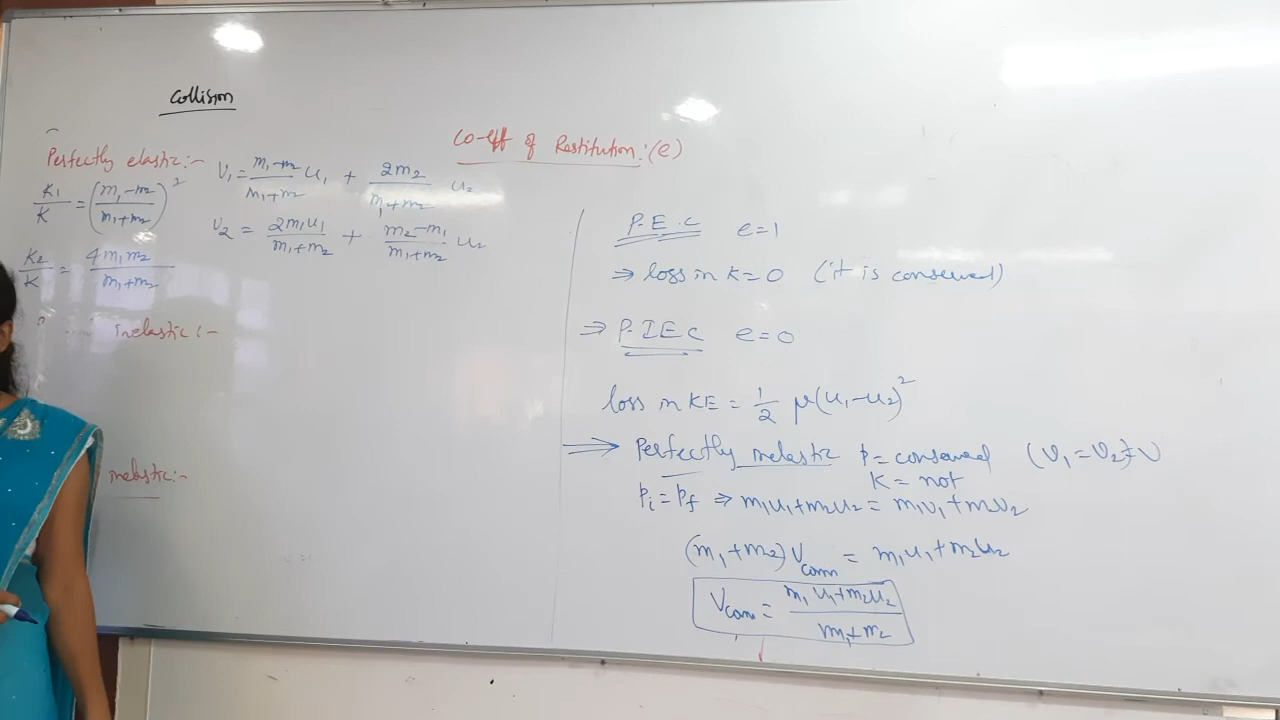 Collision
Co-eff of Restitution: (e)
Perfectly elastic:-
V₁ = (m₁-m₂)/(m₁+m₂) u₁ + 2m₂/(m₁+m₂) u₂
K₁/K = ((m₁-m₂)/(m₁+m₂))²
V₂ = 2m₁u₁/(m₁+m₂) + (m₂-m₁)/(m₁+m₂) u₂
K₂/K = 4m₁m₂/(m₁+m₂)
inelastic:-
inelastic:-
P.E.C e=1
⇒ loss in K=0 (it is conserved)
⇒ P.IEC e=0
loss in KE = 1/2 μ(u₁-u₂)²
⇒ Perfectly inelastic p=conserved (v₁=v₂)=v
K = not
pᵢ=p_f ⇒ m₁u₁+m₂u₂ = m₁v₁+m₂v₂
(m₁+m₂)V_com = m₁u₁+m₂u₂
V_com = (m₁u₁+m₂u₂)/(m₁+m₂)